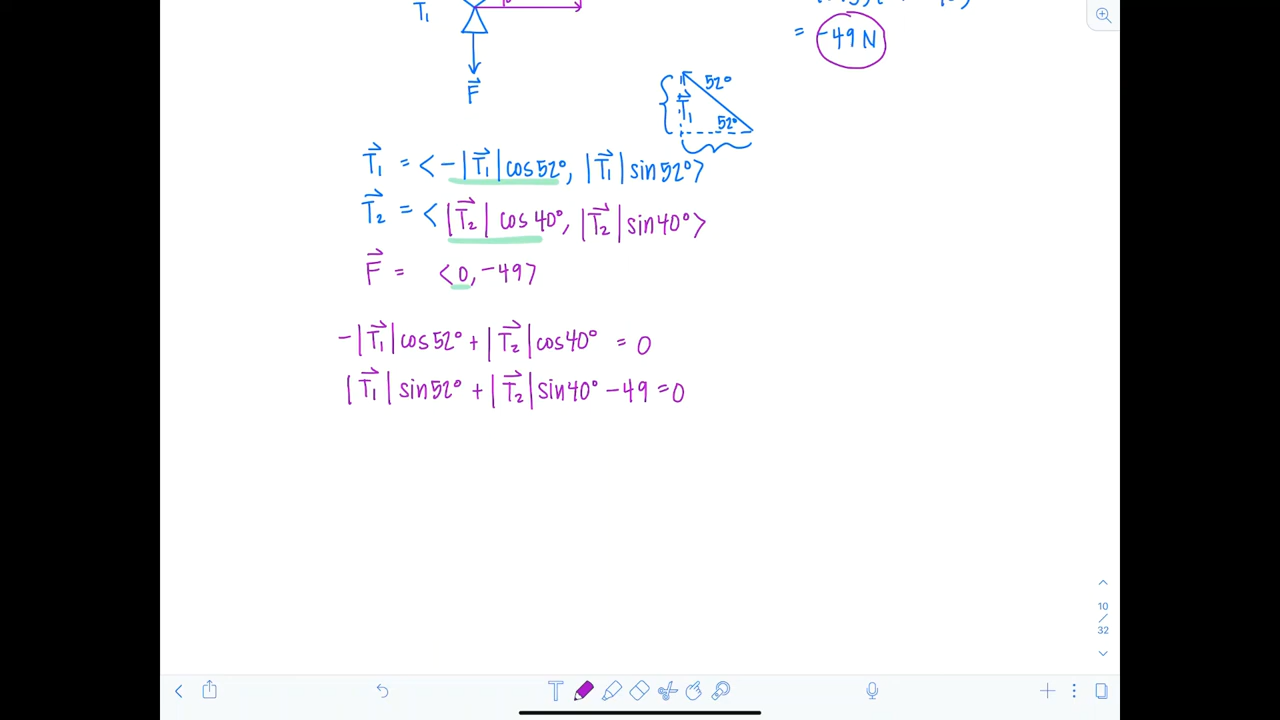 T₁
F⃗
= -49 N
52°
T⃗₁
52°
T⃗₁ = < -|T⃗₁| cos 52°, |T⃗₁| sin 52° >
T⃗₂ = < |T⃗₂| cos 40°, |T⃗₂| sin 40° >
F⃗ = < 0, -49 >
-|T⃗₁| cos 52° + |T⃗₂| cos 40° = 0
|T⃗₁| sin 52° + |T⃗₂| sin 40° - 49 = 0
10
/
32
T